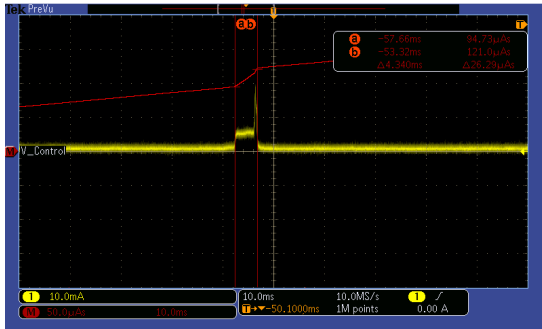 Tek PreVu
a b
T
T
a -57.66ms 94.73µAs
b -53.32ms 121.0µAs
Δ4.340ms Δ26.29µAs
M V_Control
1 10.0mA
M 50.0µAs 10.0ms
10.0ms 10.0MS/s 1 ∫
T→▼-50.1000ms 1M points 0.00 A